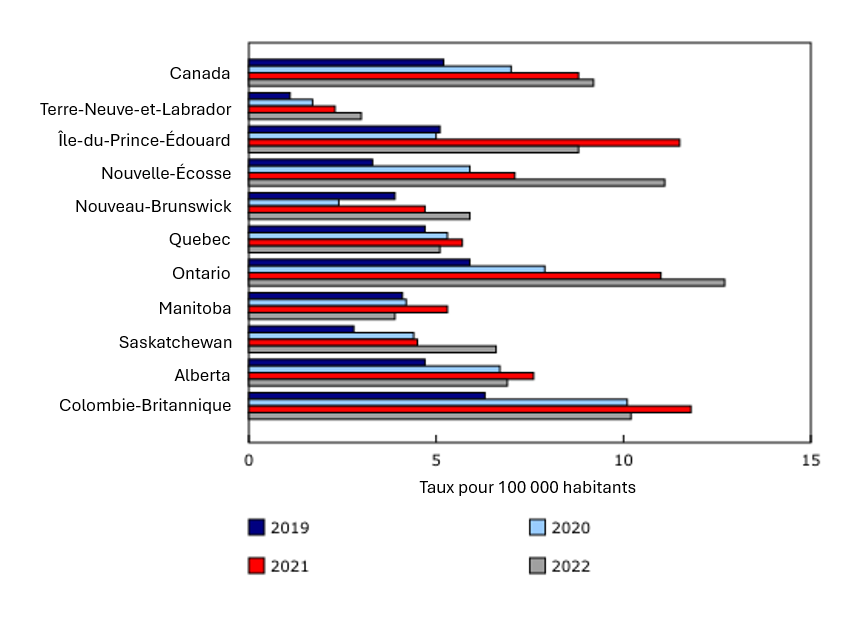 Canada
Terre-Neuve-et-Labrador
Île-du-Prince-Édouard
Nouvelle-Écosse
Nouveau-Brunswick
Quebec
Ontario
Manitoba
Saskatchewan
Alberta
Colombie-Britannique
0 5 10 15
Taux pour 100 000 habitants
2019 2020
2021 2022